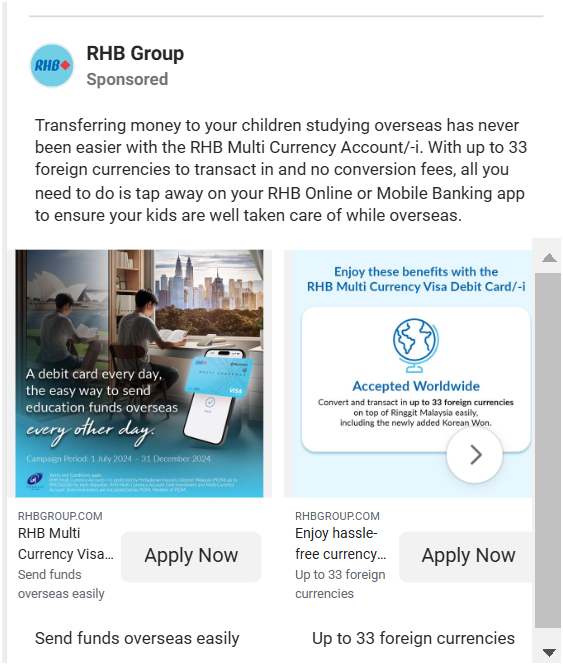 RHB
RHB Group
Sponsored
Transferring money to your children studying overseas has never
been easier with the RHB Multi Currency Account/-i. With up to 33
foreign currencies to transact in and no conversion fees, all you
need to do is tap away on your RHB Online or Mobile Banking app
to ensure your kids are well taken care of while overseas.
A debit card every day,
the easy way to send
education funds overseas
every other day.
Campaign Period: 1 July 2024 – 31 December 2024
Terms and Conditions apply.
RHB
VISA
Enjoy these benefits with the
RHB Multi Currency Visa Debit Card/-i
Accepted Worldwide
Convert and transact in up to 33 foreign currencies
on top of Ringgit Malaysia easily,
including the newly added Korean Won.
RHBGROUP.COM
RHB Multi
Currency Visa...
Send funds
overseas easily
Apply Now
RHBGROUP.COM
Enjoy hassle-
free currency...
Up to 33 foreign
currencies
Apply Now
Send funds overseas easily
Up to 33 foreign currencies